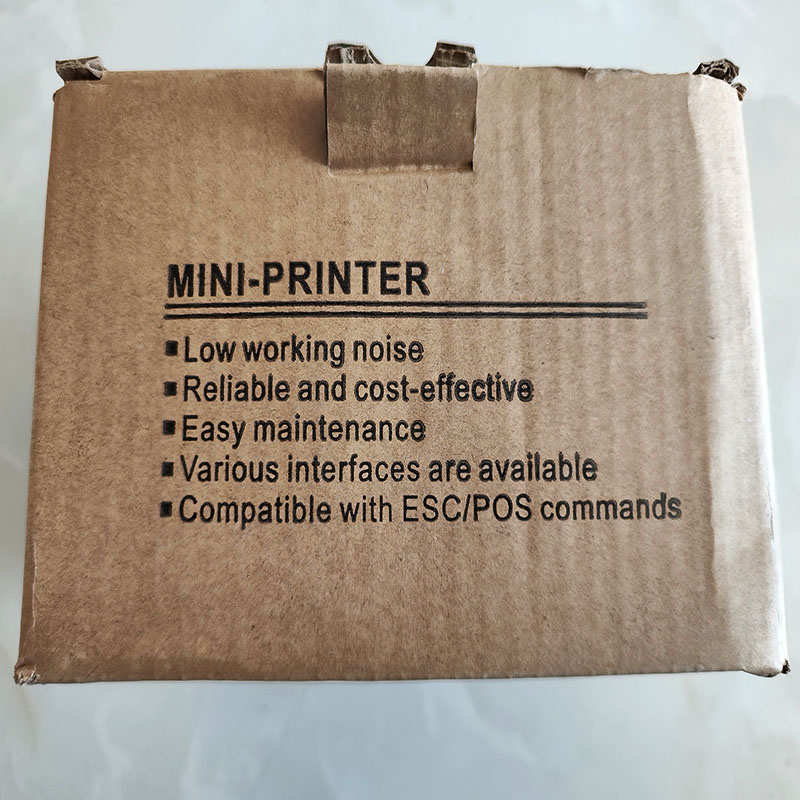 MINI-PRINTER
▪Low working noise
▪Reliable and cost-effective
▪Easy maintenance
▪Various interfaces are available
▪Compatible with ESC/POS commands